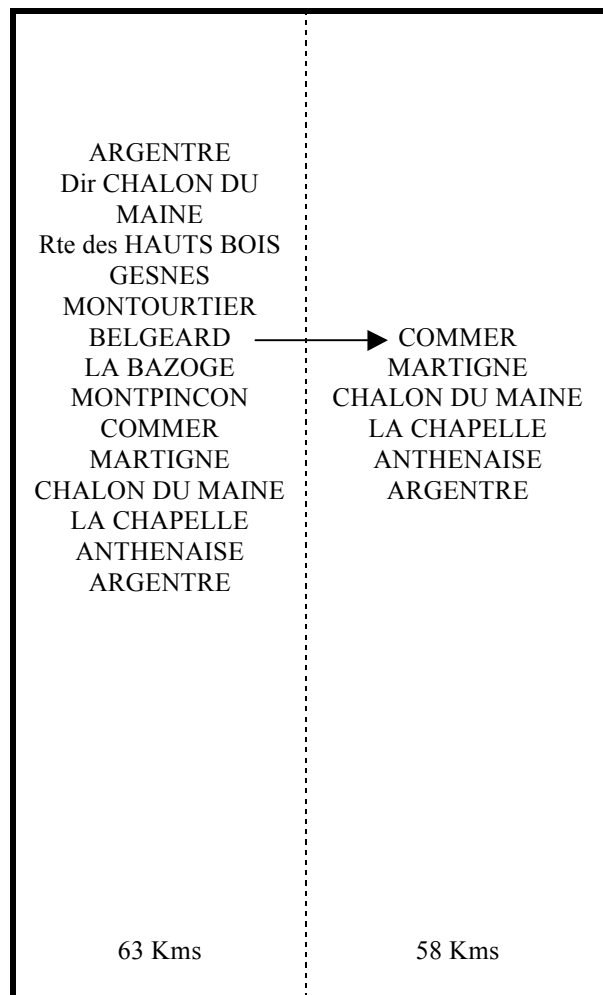 ARGENTRE
Dir CHALON DU
MAINE
Rte des HAUTS BOIS
GESNES
MONTOURTIER
BELGEARD
LA BAZOGE
MONTPINCON
COMMER
MARTIGNE
CHALON DU MAINE
LA CHAPELLE
ANTHENAISE
ARGENTRE
63 Kms
COMMER
MARTIGNE
CHALON DU MAINE
LA CHAPELLE
ANTHENAISE
ARGENTRE
58 Kms